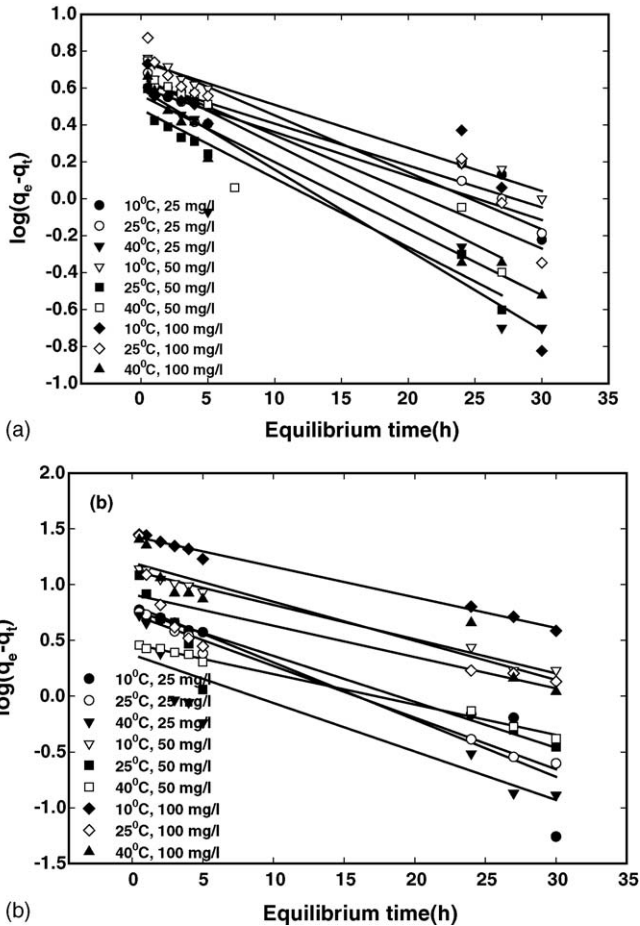 1.0
0.8
0.6
0.4
0.2
0.0
-0.2
-0.4
-0.6
-0.8
-1.0
log(qₑ-qₜ)
10⁰C, 25 mg/l
25⁰C, 25 mg/l
40⁰C, 25 mg/l
10⁰C, 50 mg/l
25⁰C, 50 mg/l
40⁰C, 50 mg/l
10⁰C, 100 mg/l
25⁰C, 100 mg/l
40⁰C, 100 mg/l
0 5 10 15 20 25 30 35
Equilibrium time(h)
(a)
(b)
2.0
1.5
1.0
0.5
0.0
-0.5
-1.0
-1.5
log(qₑ-qₜ)
10⁰C, 25 mg/l
25⁰C, 25 mg/l
40⁰C, 25 mg/l
10⁰C, 50 mg/l
25⁰C, 50 mg/l
40⁰C, 50 mg/l
10⁰C, 100 mg/l
25⁰C, 100 mg/l
40⁰C, 100 mg/l
0 5 10 15 20 25 30 35
Equilibrium time(h)
(b)